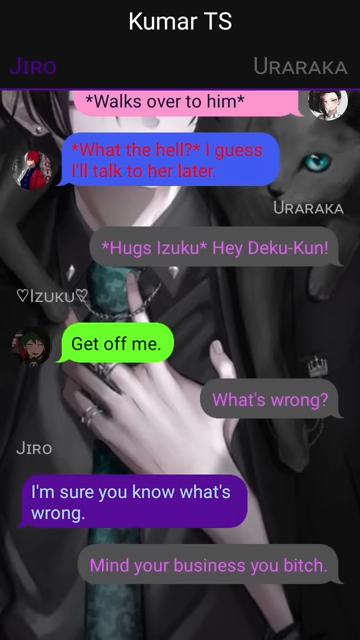 Kumar TS
Jiro
Uraraka
*Walks over to him*
*What the hell?* I guess
I'll talk to her later.
Uraraka
*Hugs Izuku* Hey Deku-Kun!
♡Izuku♡
Get off me.
What's wrong?
Jiro
I'm sure you know what's
wrong.
Mind your business you bitch.